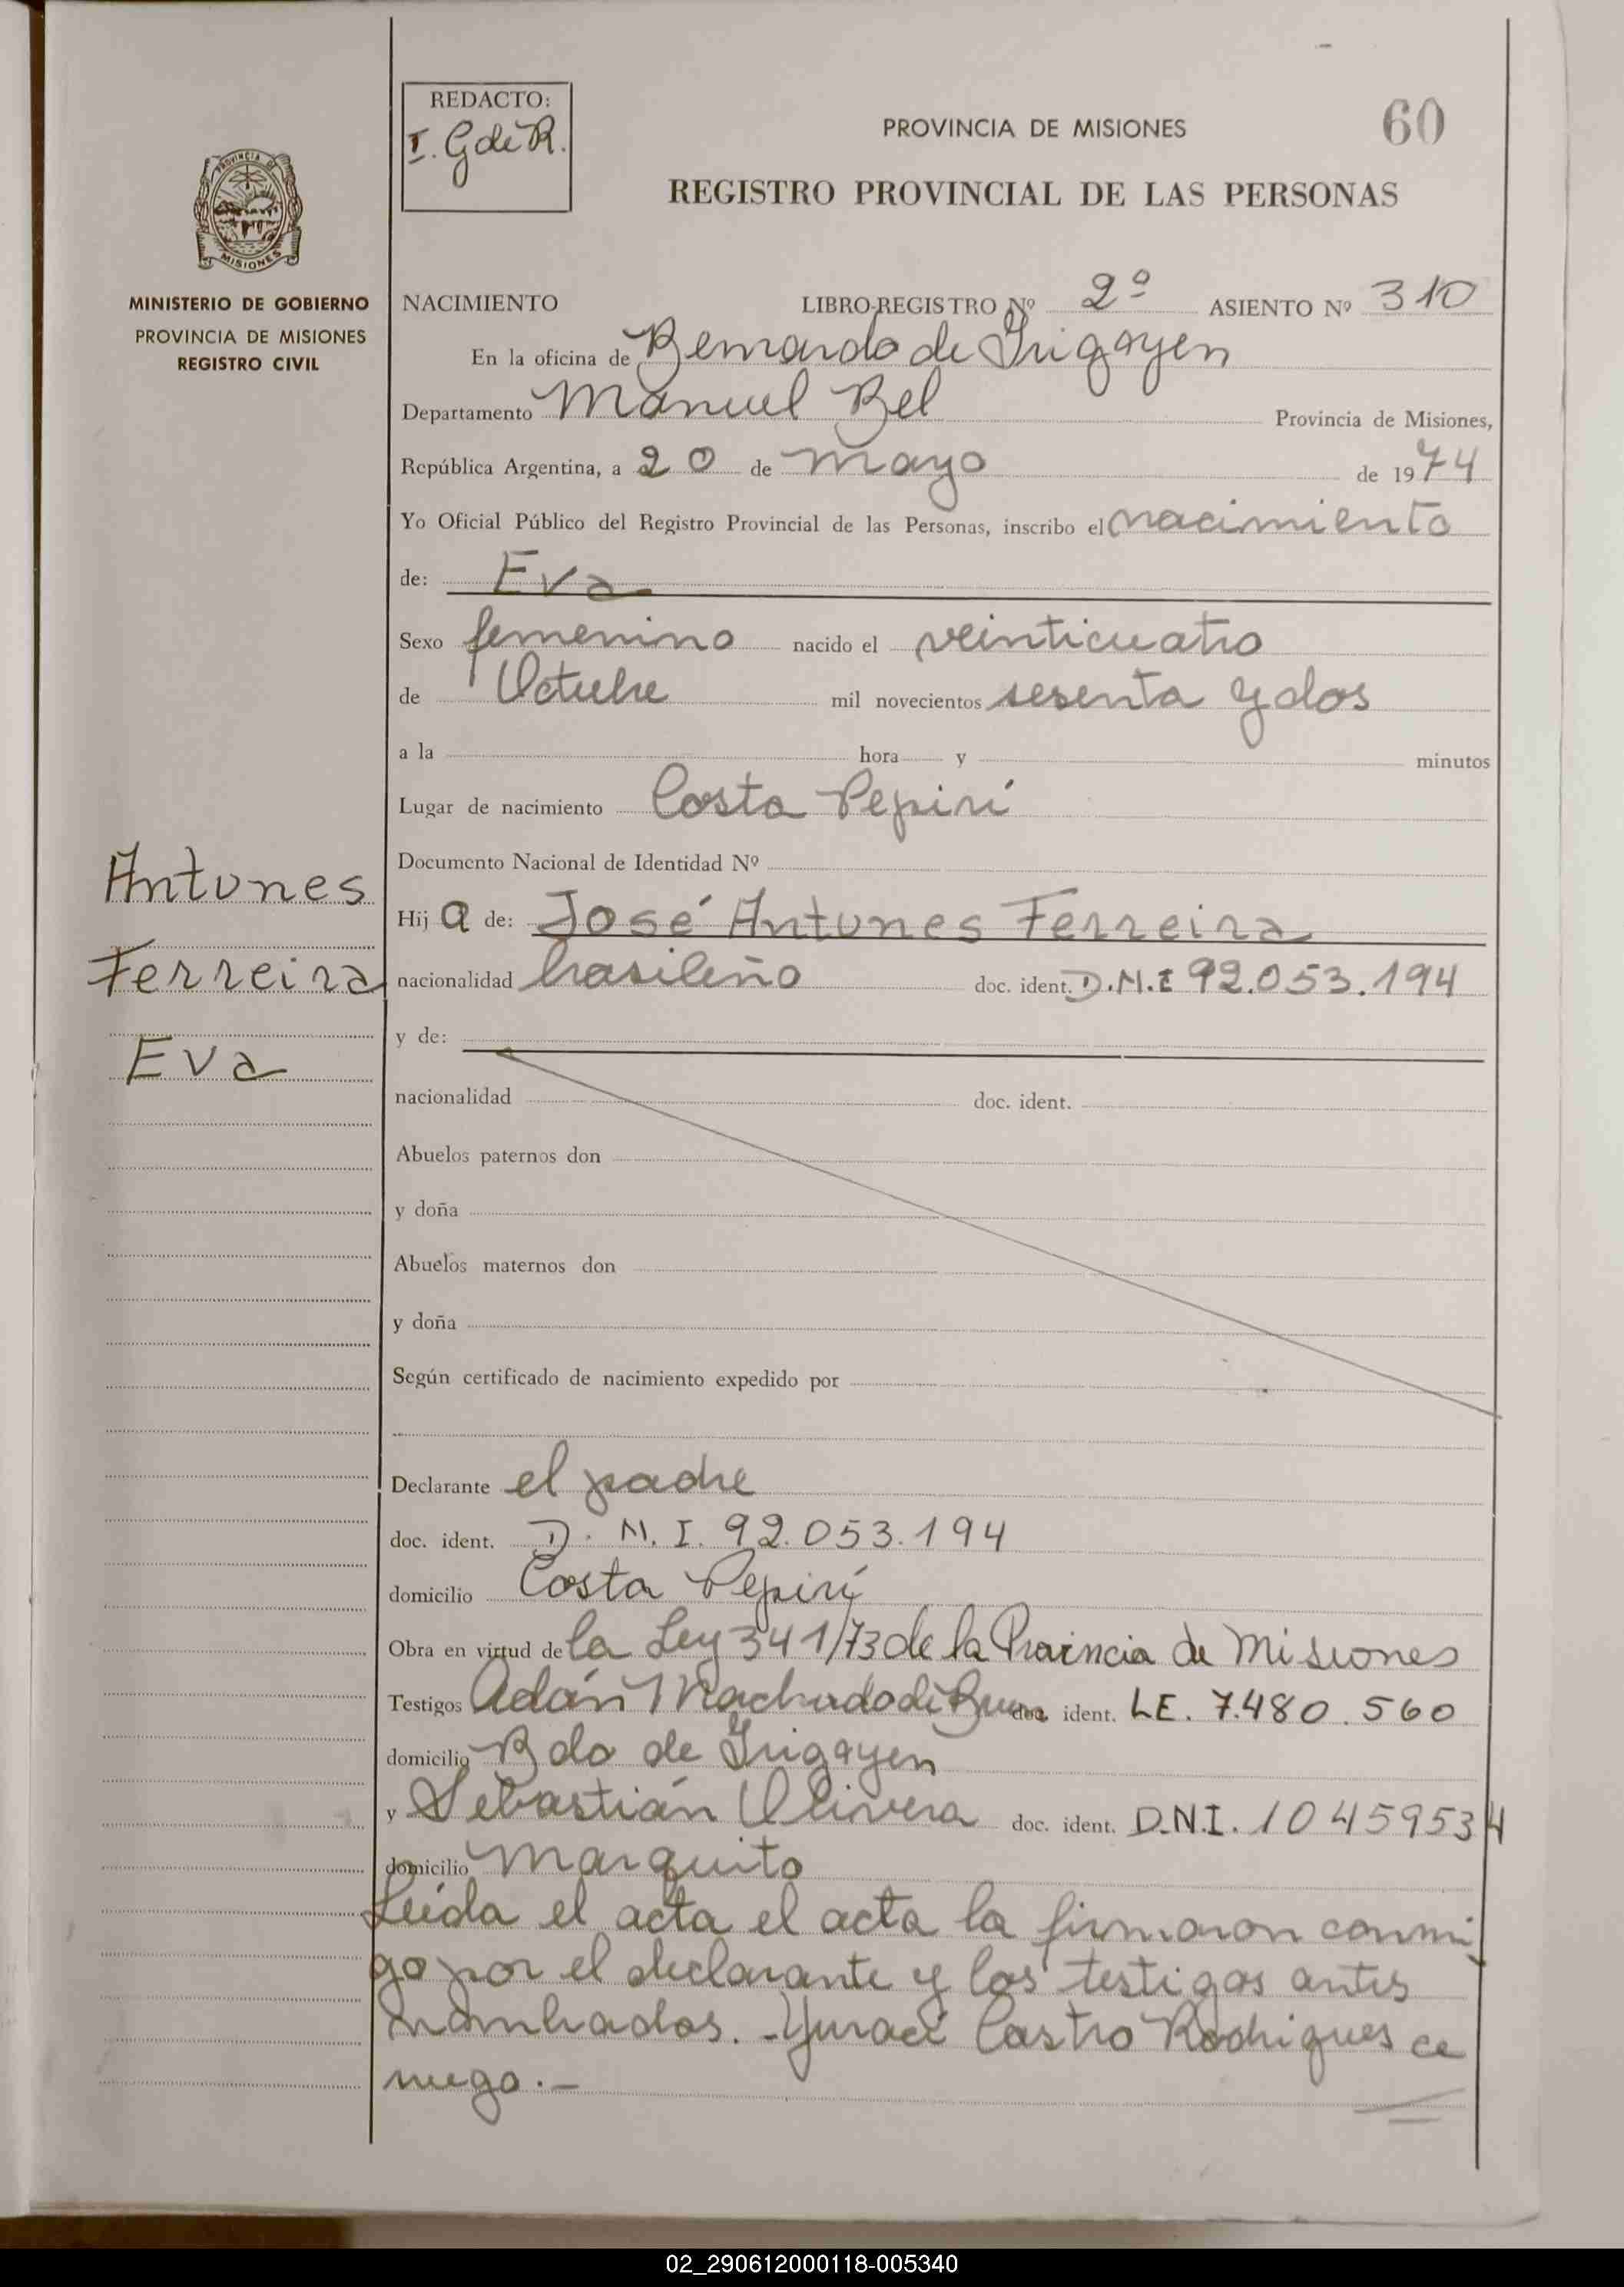 REDACTO:
I. G de R.
PROVINCIA DE MISIONES
60
REGISTRO PROVINCIAL DE LAS PERSONAS
PROVINCIA DE
MISIONES
MINISTERIO DE GOBIERNO
PROVINCIA DE MISIONES
REGISTRO CIVIL
NACIMIENTO LIBRO-REGISTRO Nº 2º ASIENTO Nº 310
En la oficina de Bernardo de Irigoyen
Departamento Manuel Bel Provincia de Misiones,
República Argentina, a 20 de mayo de 1974
Yo Oficial Público del Registro Provincial de las Personas, inscribo el nacimiento
de: Eva
Sexo femenino nacido el veinticuatro
de Octubre mil novecientos sesenta y dos
a la hora y minutos
Lugar de nacimiento Costa Pepirí
Documento Nacional de Identidad Nº
Antunes
Ferreira
Eva
Hij a de: José Antunes Ferreira
nacionalidad brasileño doc. ident. D.N.I 92.053.194
y de:
nacionalidad doc. ident.
Abuelos paternos don
y doña
Abuelos maternos don
y doña
Según certificado de nacimiento expedido por
Declarante el padre
doc. ident. D. N. I. 92.053.194
domicilio Costa Pepirí
Obra en virtud de la Ley 341/73 de la Provincia de Misiones
Testigos Adán Machado di doc. ident. LE. 7.480.560
domicilio Bdo de Irigoyen
y Sebastián Olivera doc. ident. D.N.I. 10459534
domicilio Marquito
Leída el acta el acta la firmaron conmi
go por el declarante y los testigos antes
nombrados. - Castro Rodrigues a
ruego.-
02_290612000118-005340